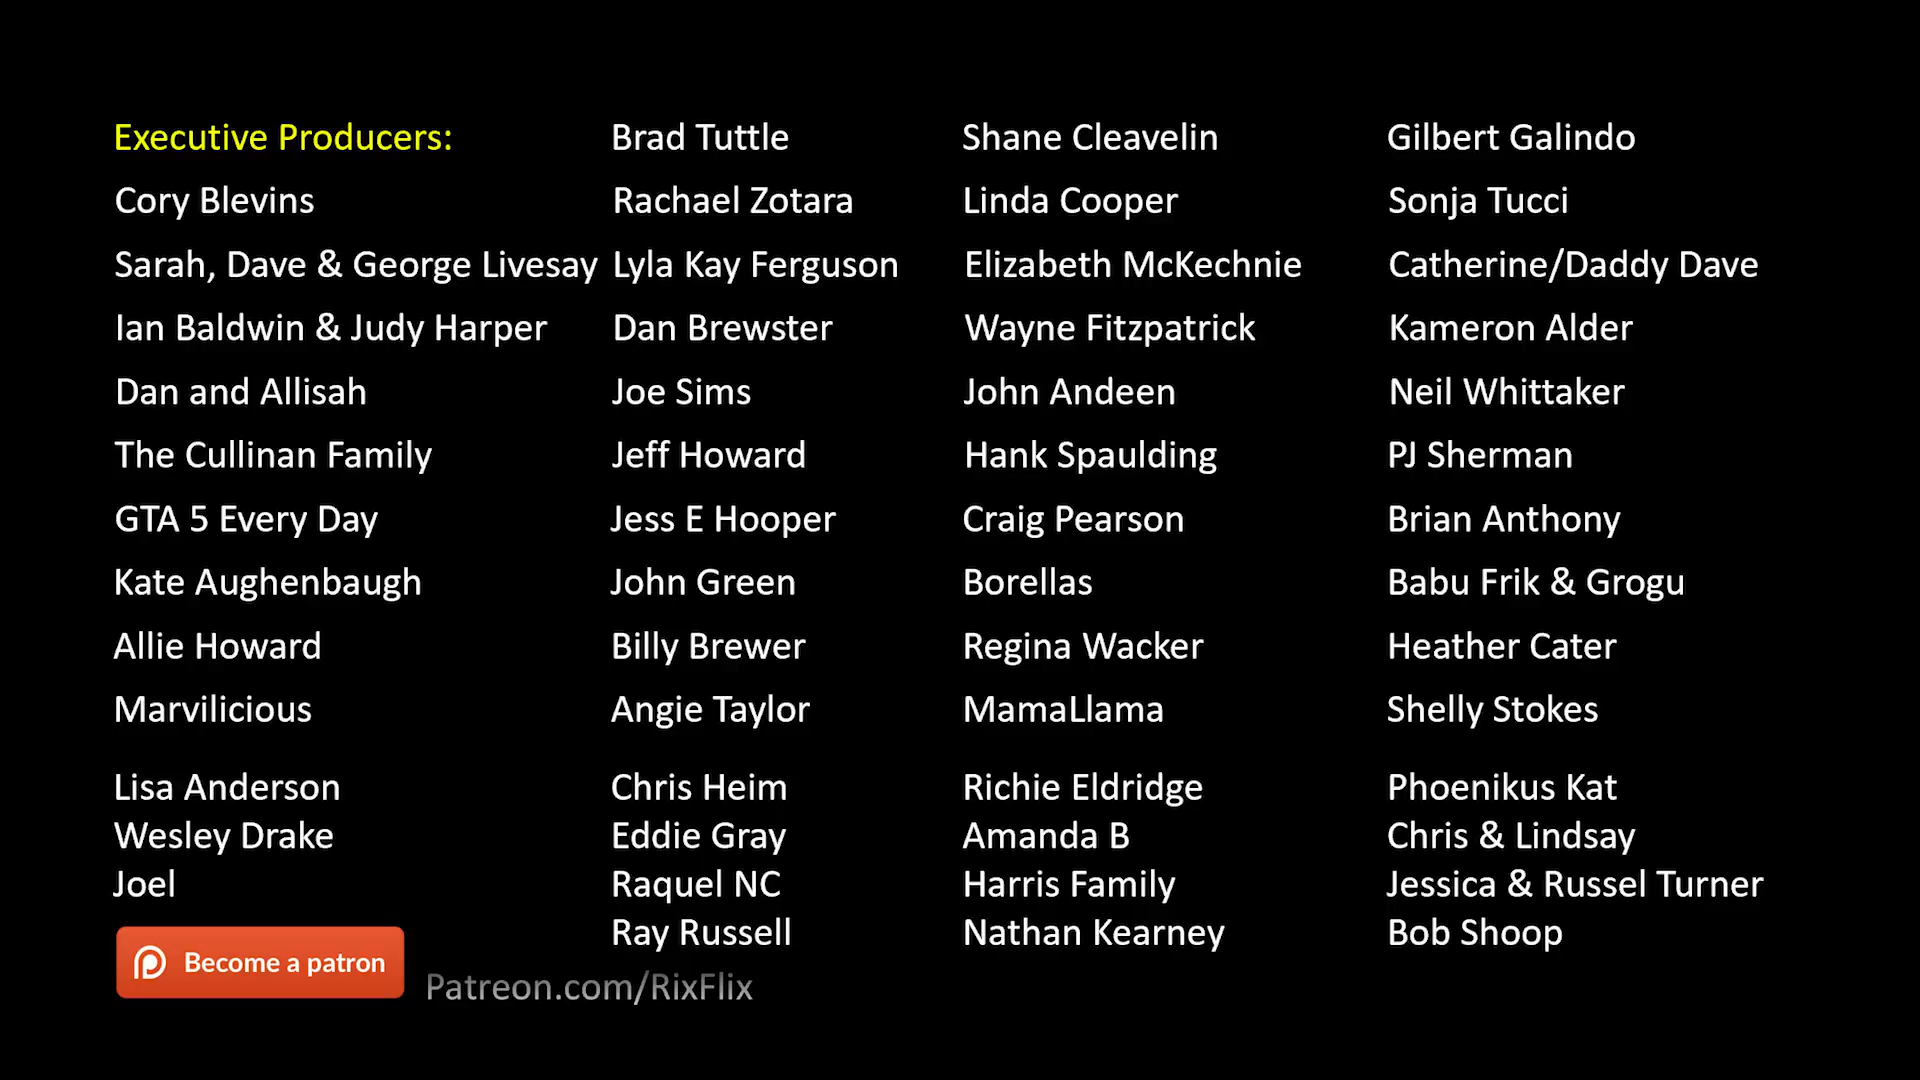 Executive Producers:
Cory Blevins
Sarah, Dave & George Livesay
Ian Baldwin & Judy Harper
Dan and Allisah
The Cullinan Family
GTA 5 Every Day
Kate Aughenbaugh
Allie Howard
Marvilicious
Lisa Anderson
Wesley Drake
Joel
Brad Tuttle
Rachael Zotara
Lyla Kay Ferguson
Dan Brewster
Joe Sims
Jeff Howard
Jess E Hooper
John Green
Billy Brewer
Angie Taylor
Chris Heim
Eddie Gray
Raquel NC
Ray Russell
Shane Cleavelin
Linda Cooper
Elizabeth McKechnie
Wayne Fitzpatrick
John Andeen
Hank Spaulding
Craig Pearson
Borellas
Regina Wacker
MamaLlama
Richie Eldridge
Amanda B
Harris Family
Nathan Kearney
Gilbert Galindo
Sonja Tucci
Catherine/Daddy Dave
Kameron Alder
Neil Whittaker
PJ Sherman
Brian Anthony
Babu Frik & Grogu
Heather Cater
Shelly Stokes
Phoenikus Kat
Chris & Lindsay
Jessica & Russel Turner
Bob Shoop
Become a patron
Patreon.com/RixFlix